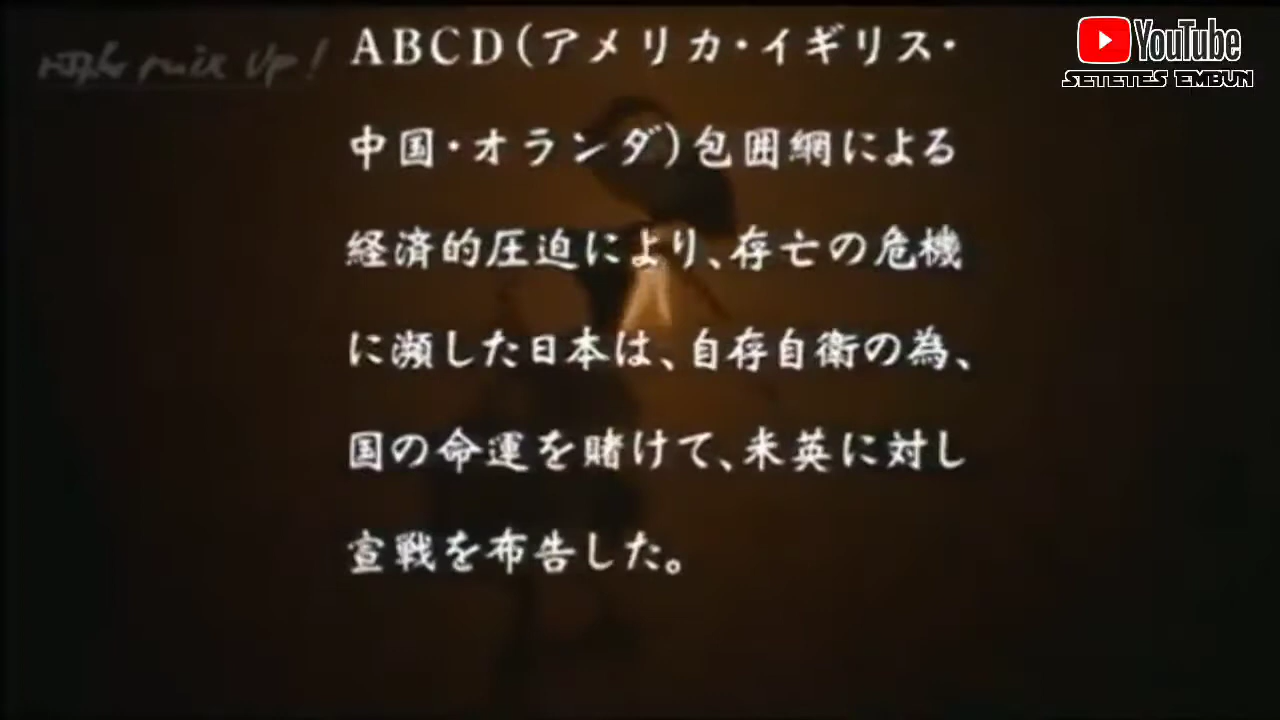 ABCD(アメリカ・イギリス・
中国・オランダ)包囲網による
経済的圧迫により、存亡の危機
に瀕した日本は、自存自衛の為、
国の命運を賭けて、米英に対し
宣戦を布告した。
YouTube
SETETES EMBUN